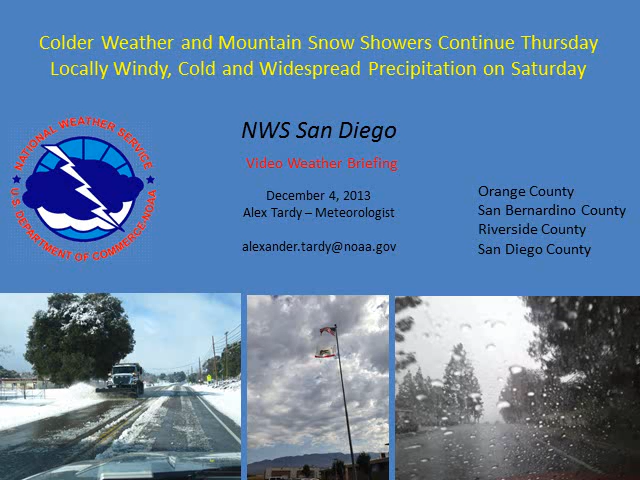 Colder Weather and Mountain Snow Showers Continue Thursday
Locally Windy, Cold and Widespread Precipitation on Saturday
NATIONAL WEATHER SERVICE
U.S. DEPARTMENT OF COMMERCE NOAA
NWS San Diego
Video Weather Briefing
December 4, 2013
Alex Tardy – Meteorologist
alexander.tardy@noaa.gov
Orange County
San Bernardino County
Riverside County
San Diego County